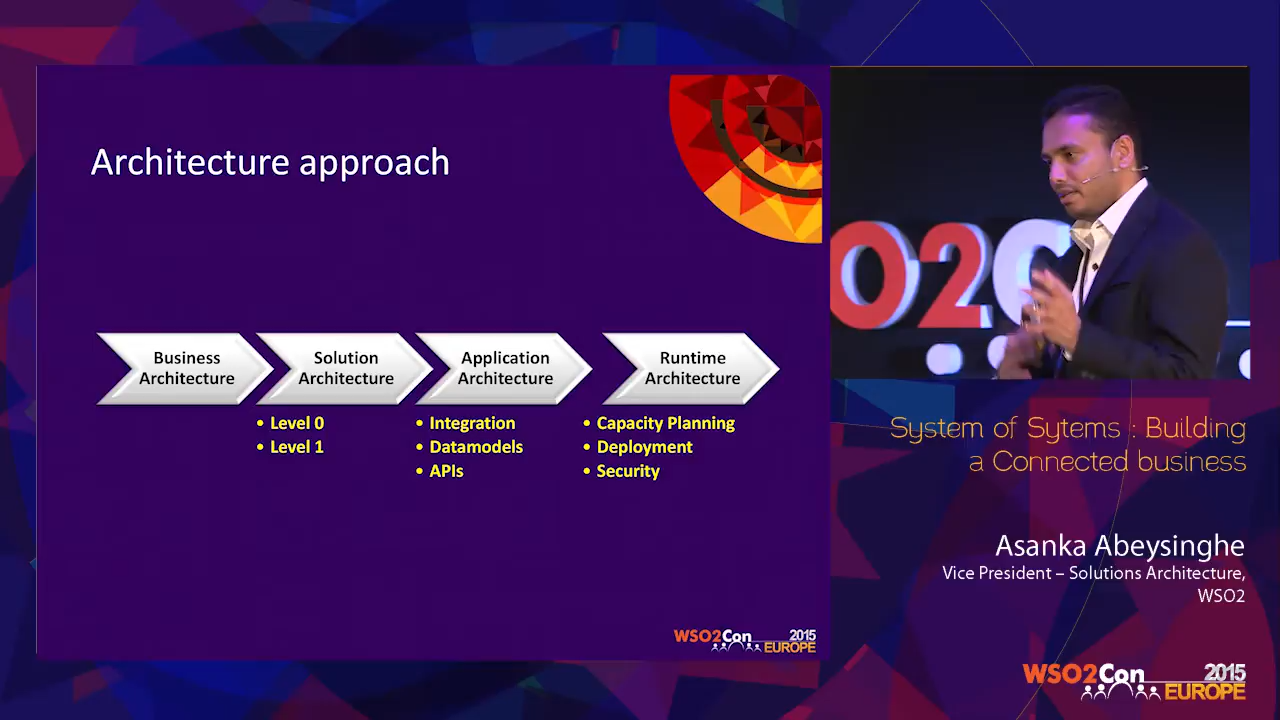 Architecture approach
Business
Architecture
Solution
Architecture
• Level 0
• Level 1
Application
Architecture
• Integration
• Datamodels
• APIs
Runtime
Architecture
• Capacity Planning
• Deployment
• Security
WSO2Con 2015
EUROPE
O2C
System of Sytems : Building
a Connected business
Asanka Abeysinghe
Vice President – Solutions Architecture,
WSO2
WSO2Con 2015
EUROPE